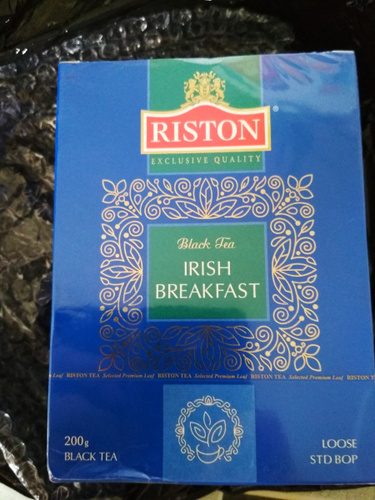 RISTON
®
EXCLUSIVE QUALITY
Black Tea
IRISH
BREAKFAST
Leaf RISTON TEA Selected Premium Leaf RISTON TEA Selected Premium Leaf RISTON TEA Selected Premium Leaf RISTON T
200g
BLACK TEA
LOOSE
STD BOP